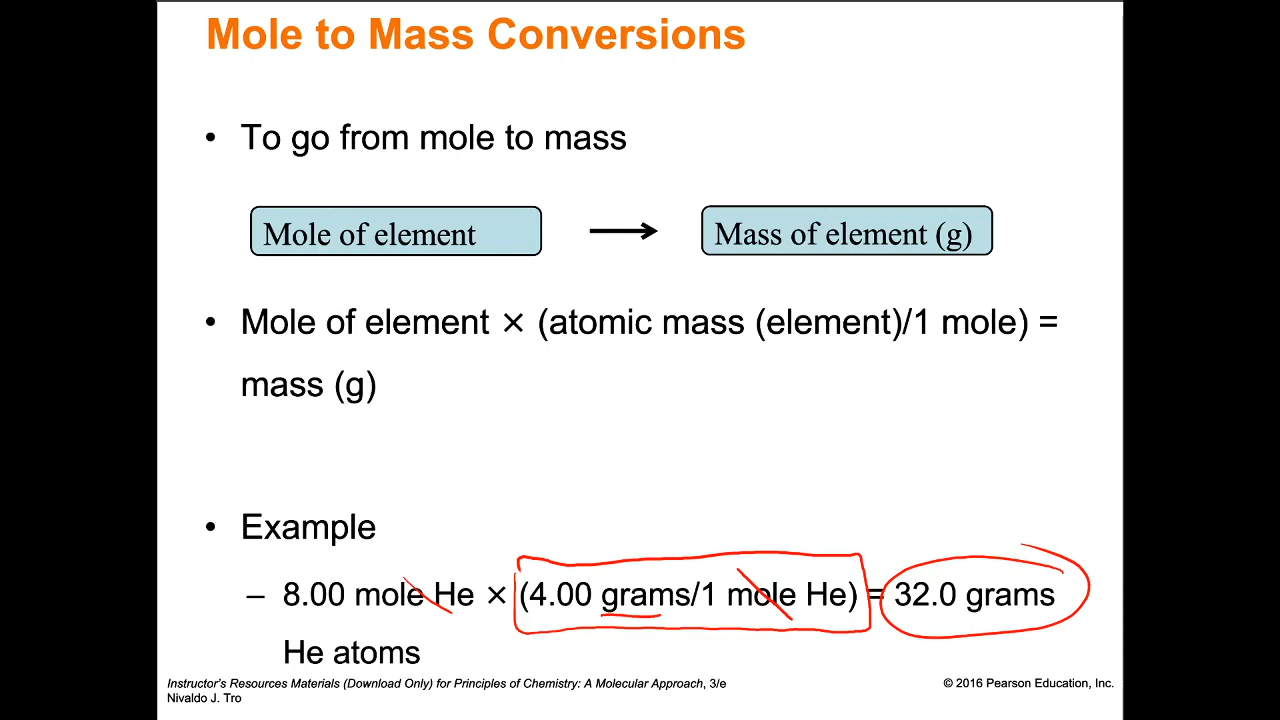 Mole to Mass Conversions
• To go from mole to mass
Mole of element
Mass of element (g)
• Mole of element × (atomic mass (element)/1 mole) =
mass (g)
• Example
– 8.00 mole He × (4.00 grams/1 mole He) = 32.0 grams
He atoms
Instructor's Resources Materials (Download Only) for Principles of Chemistry: A Molecular Approach, 3/e
Nivaldo J. Tro
© 2016 Pearson Education, Inc.